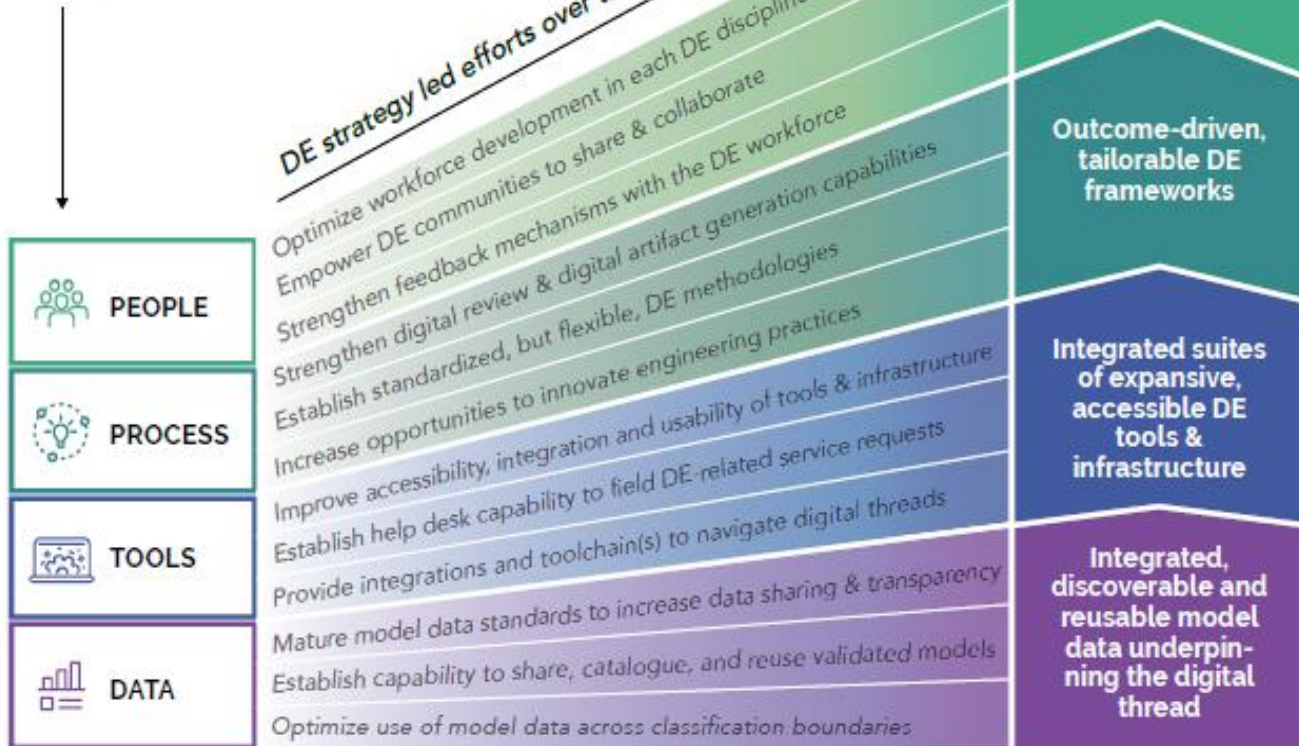 DE strategy led efforts over
PEOPLE
PROCESS
TOOLS
DATA
Optimize workforce development in each DE discipline
Empower DE communities to share & collaborate
Strengthen feedback mechanisms with the DE workforce
Strengthen digital review & digital artifact generation capabilities
Establish standardized, but flexible, DE methodologies
Increase opportunities to innovate engineering practices
Improve accessibility, integration and usability of tools & infrastructure
Establish help desk capability to field DE-related service requests
Provide integrations and toolchain(s) to navigate digital threads
Mature model data standards to increase data sharing & transparency
Establish capability to share, catalogue, and reuse validated models
Optimize use of model data across classification boundaries
Outcome-driven,
tailorable DE
frameworks
Integrated suites
of expansive,
accessible DE
tools &
infrastructure
Integrated,
discoverable and
reusable model
data underpin-
ning the digital
thread